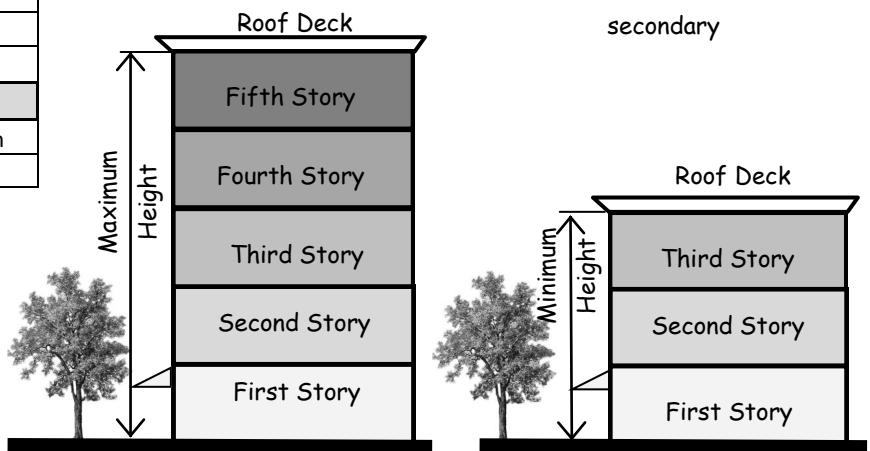 Roof Deck
secondary
Fifth Story
Fourth Story
Third Story
Second Story
First Story
Maximum
Height
Roof Deck
Third Story
Second Story
First Story
Minimum
Height